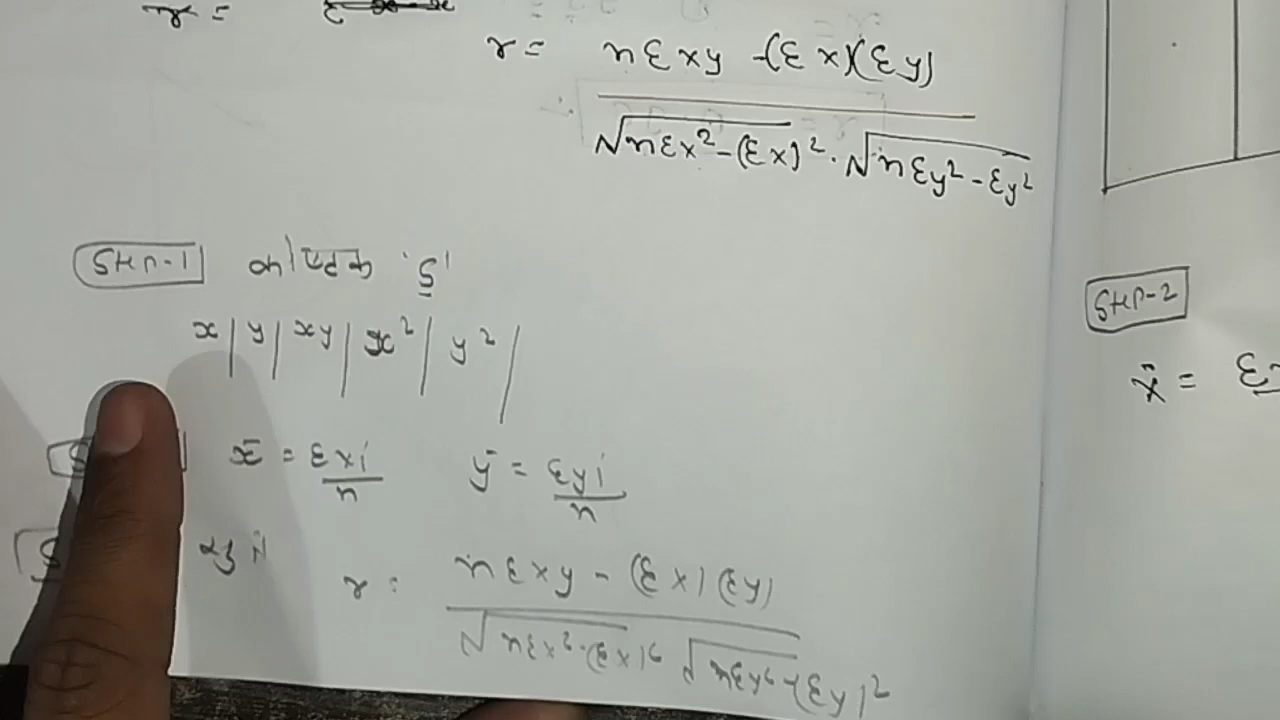 r =
r = nΣxy - (Σx)(Σy)
√nΣx² - (Σx)² . √nΣy² - Σy²
Step-1
x | y | xy | x² | y² |
x̄ = Σxi / n ȳ = Σyi / n
r = nΣxy - (Σx)(Σy)
√nΣx² - (Σx)² √nΣy² - (Σy)²
Step-2
x̄ = Σ